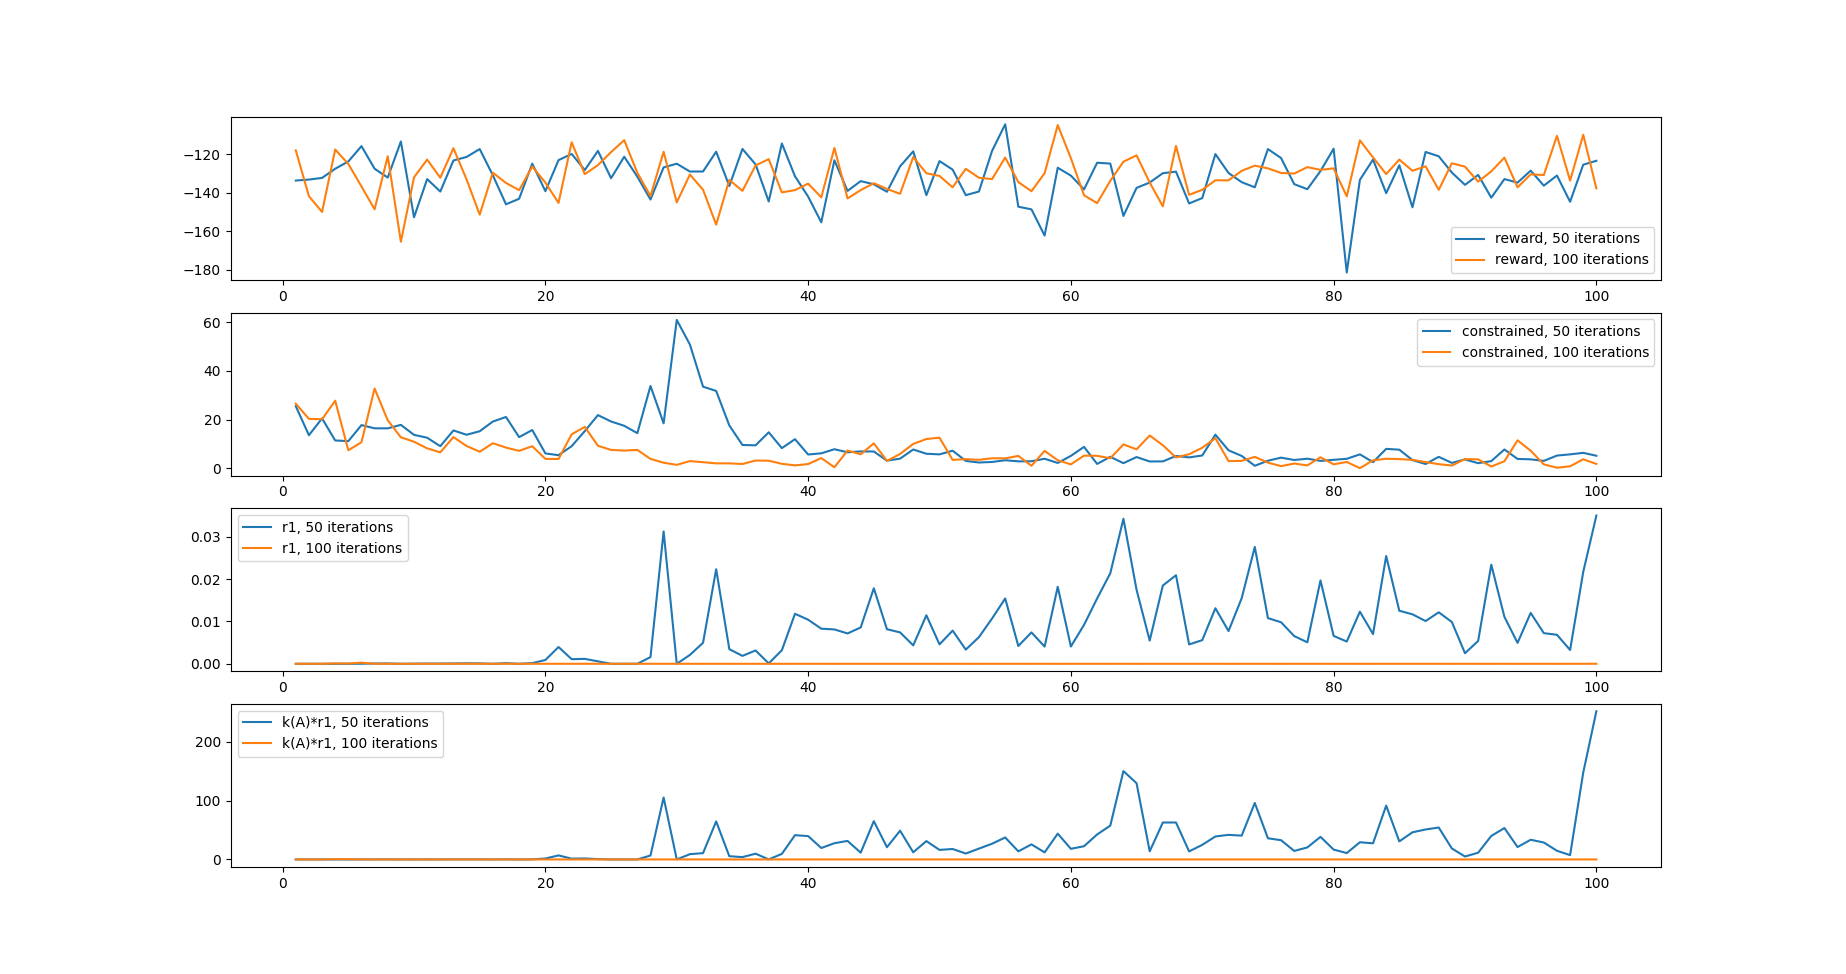 −120
−140
−160
−180
reward, 50 iterations
reward, 100 iterations
0 20 40 60 80 100
60
40
20
0
constrained, 50 iterations
constrained, 100 iterations
0 20 40 60 80 100
0.03
0.02
0.01
0.00
r1, 50 iterations
r1, 100 iterations
0 20 40 60 80 100
200
100
0
k(A)*r1, 50 iterations
k(A)*r1, 100 iterations
0 20 40 60 80 100